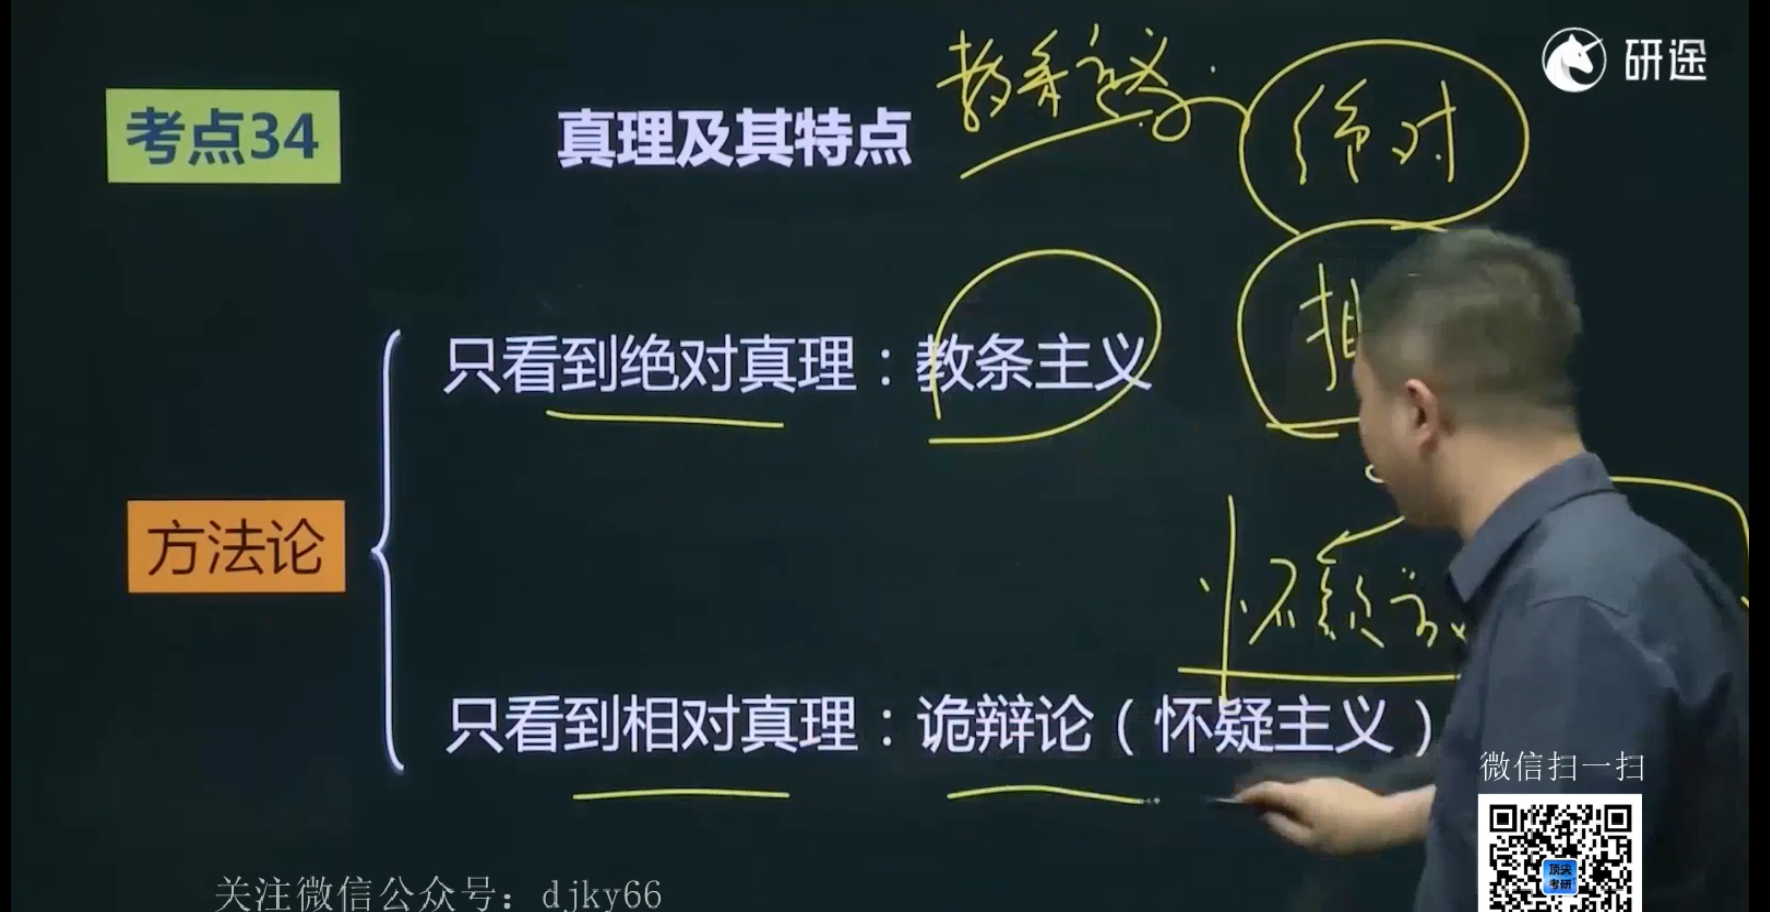 研途
教条主义
绝对
考点34
真理及其特点
只看到绝对真理：教条主义
方法论
怀疑主
只看到相对真理：诡辩论（怀疑主义）
微信扫一扫
顶尖
考研
关注微信公众号：djky66